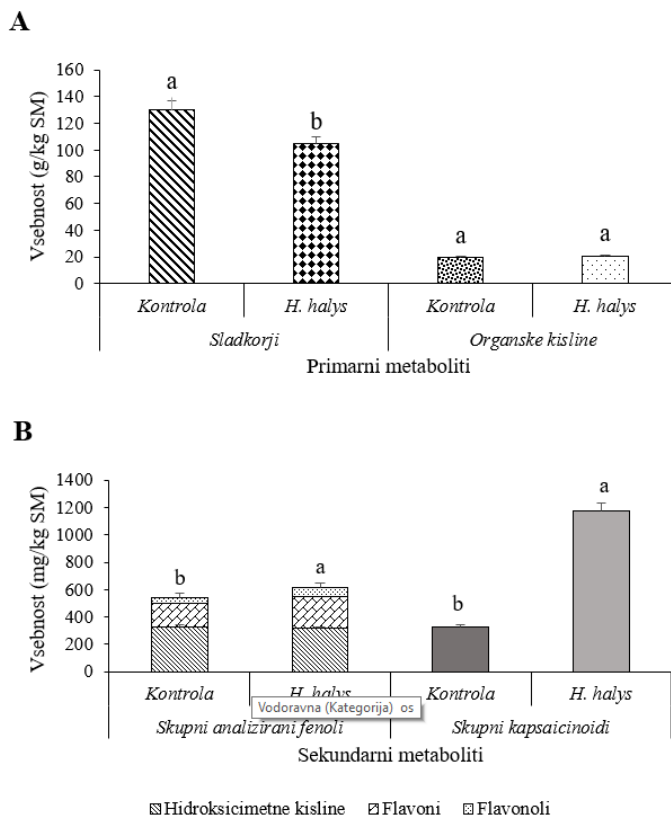 A
Vsebnost (g/kg SM)
160
140
120
100
80
60
40
20
0
a
b
a
a
Kontrola
H. halys
Kontrola
H. halys
Sladkorji
Organske kisline
Primarni metaboliti
B
Vsebnost (mg/kg SM)
1400
1200
1000
800
600
400
200
0
b
a
b
a
Kontrola
H. halys
Kontrola
H. halys
Vodoravna (Kategorija) os
Skupni analizirani fenoli
Skupni kapsaicinoidi
Sekundarni metaboliti
Hidroksicimetne kisline
Flavoni
Flavonoli